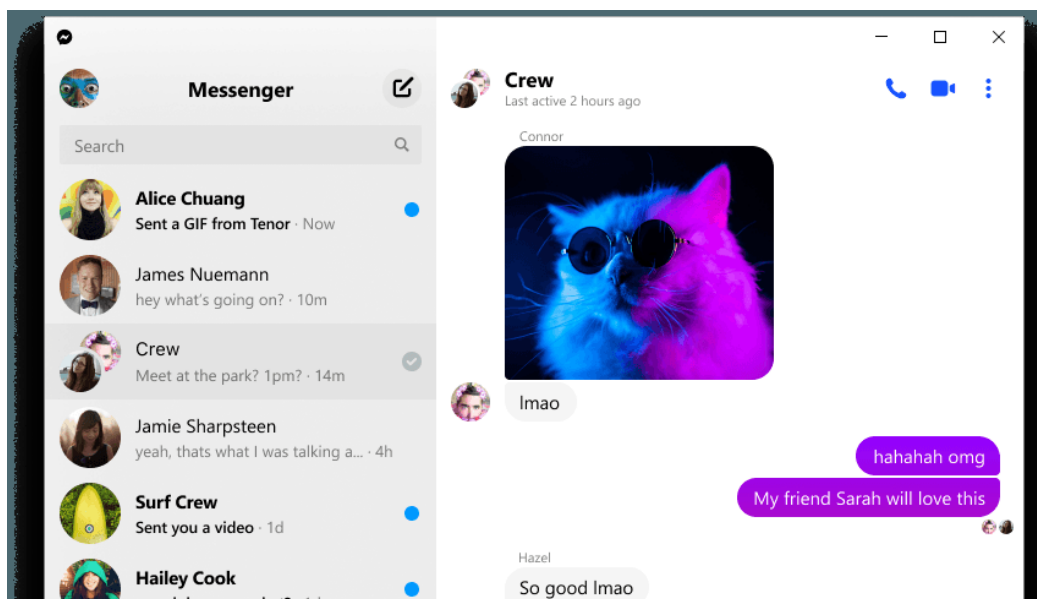 Messenger
Search
Alice Chuang
Sent a GIF from Tenor · Now
James Nuemann
hey what's going on? · 10m
Crew
Meet at the park? 1pm? · 14m
Jamie Sharpsteen
yeah, thats what I was talking a... · 4h
Surf Crew
Sent you a video · 1d
Hailey Cook
Crew
Last active 2 hours ago
Connor
lmao
hahahah omg
My friend Sarah will love this
Hazel
So good lmao